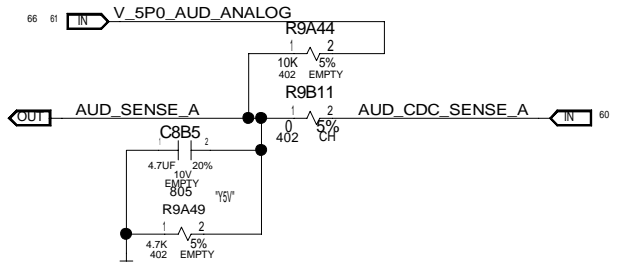 66 61 IN V_5P0_AUD_ANALOG
R9A44
1 2
10K 5%
402 EMPTY
OUT AUD_SENSE_A
R9B11
1 2
0 5%
402 CH
AUD_CDC_SENSE_A IN 60
C8B5
1 2
4.7UF 20%
10V
EMPTY
805 "Y5V"
R9A49
1 2
4.7K 5%
402 EMPTY